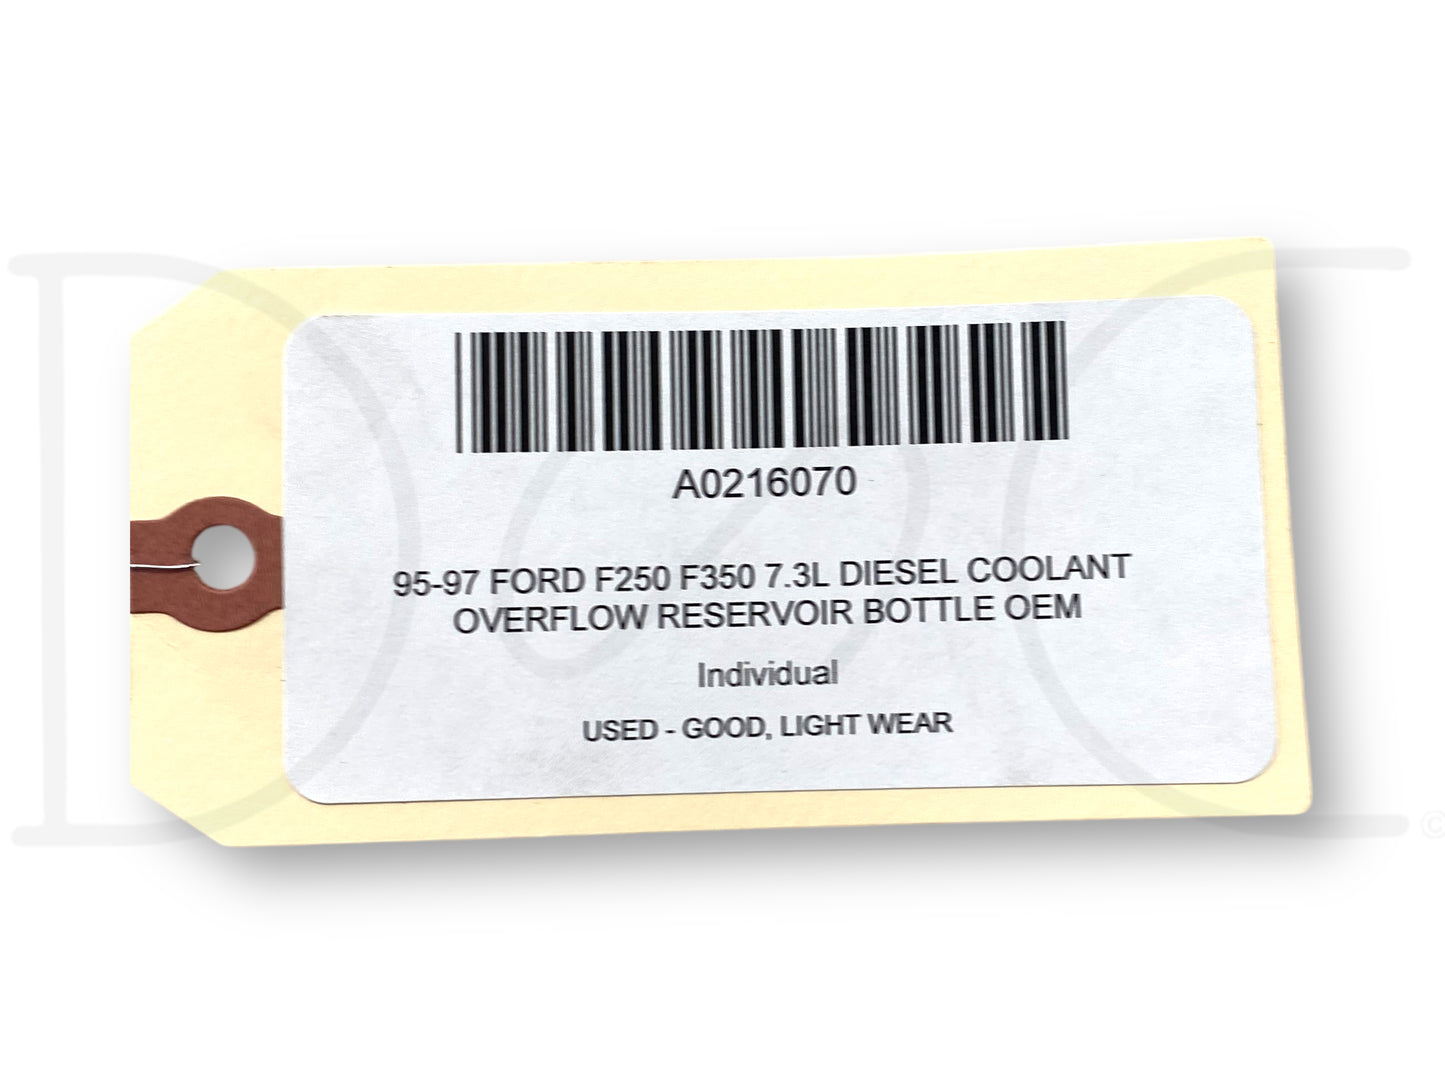 A0216070
95-97 FORD F250 F350 7.3L DIESEL COOLANT
OVERFLOW RESERVOIR BOTTLE OEM
Individual
USED - GOOD, LIGHT WEAR
©